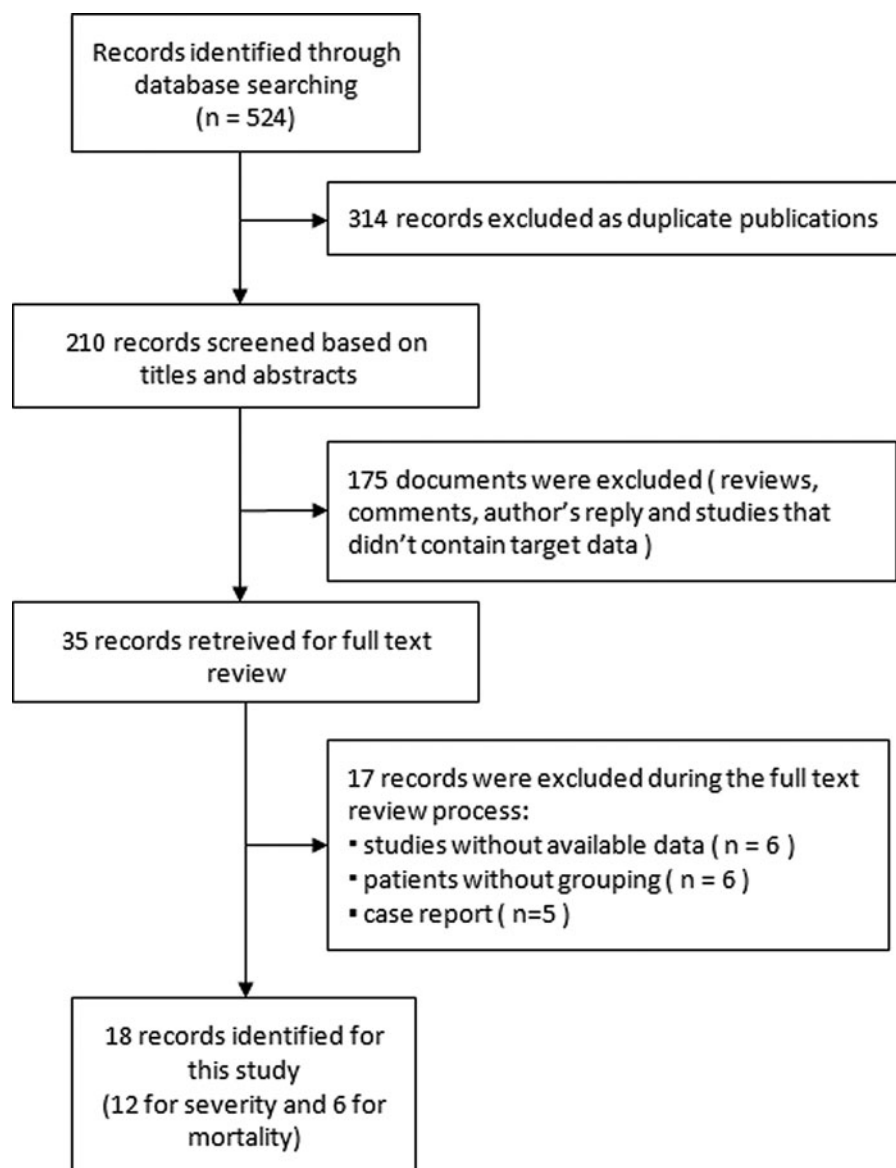 Records identified through
database searching
(n = 524)
314 records excluded as duplicate publications
210 records screened based on
titles and abstracts
175 documents were excluded ( reviews,
comments, author's reply and studies that
didn't contain target data )
35 records retreived for full text
review
17 records were excluded during the full text
review process:
▪ studies without available data ( n = 6 )
▪ patients without grouping ( n = 6 )
▪ case report ( n=5 )
18 records identified for
this study
(12 for severity and 6 for
mortality)